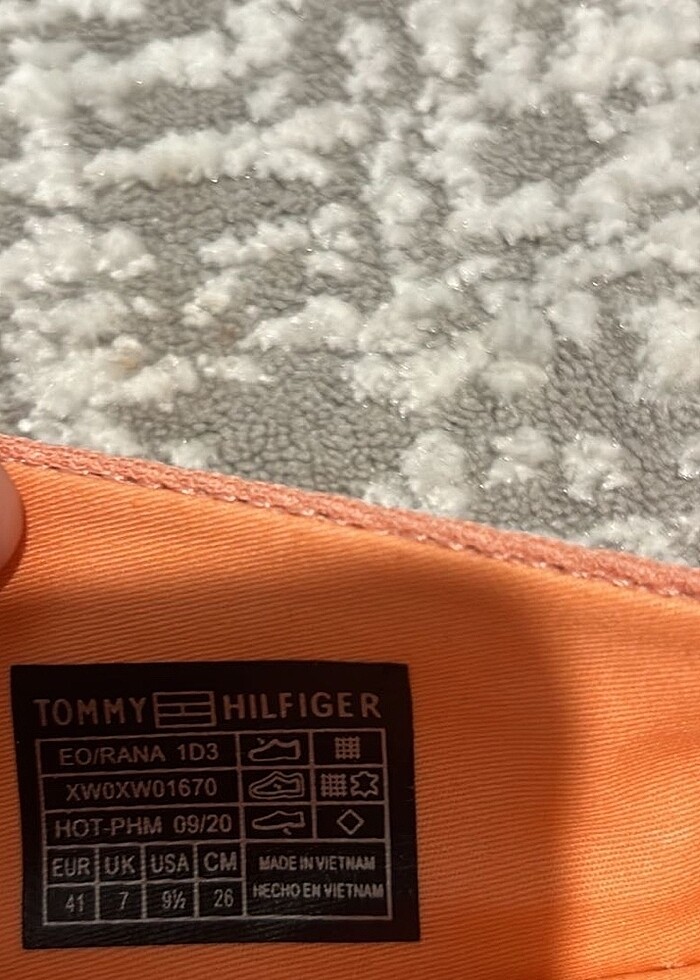 TOMMY HILFIGER
EO/RANA 1D3
XW0XW01670
HOT-PHM 09/20
EUR UK USA CM
41 7 9½ 26
MADE IN VIETNAM
HECHO EN VIETNAM